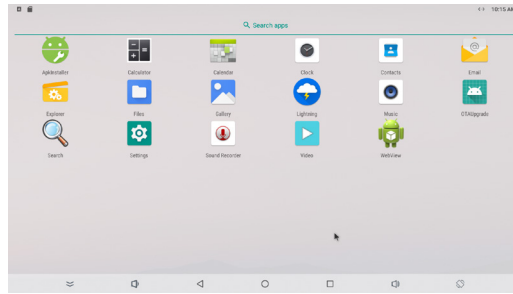 10:15 AM
Search apps
ApkInstaller
Calculator
Calendar
Clock
Contacts
Email
Explorer
Files
Gallery
Lightning
Music
OTAUpgrade
Search
Settings
Sound Recorder
Video
WebView